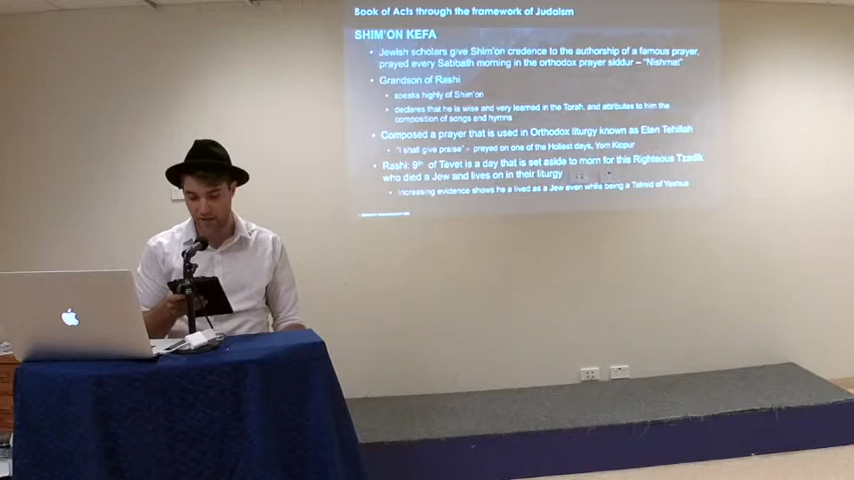 Book of Acts through the framework of Judaism
SHIM'ON KEFA
• Jewish scholars give Shim'on credence to the authorship of a famous prayer,
prayed every Sabbath morning in the orthodox prayer siddur – "Nishmat"
• Grandson of Rashi
• speaks highly of Shim'on
• declares that he is wise and very learned in the Torah, and attributes to him the
composition of songs and hymns
• Composed a prayer that is used in Orthodox liturgy known as Eten Tehillah
• "I shall give praise" - prayed on one of the Holiest days, Yom Kippur
• Rashi: 9th of Tevet is a day set aside to morn for this Righteous Tzadik
who died a Jew and lives on in their liturgy
• Increasing evidence shows he lived as a Jew even while being a Talmid of Yeshua